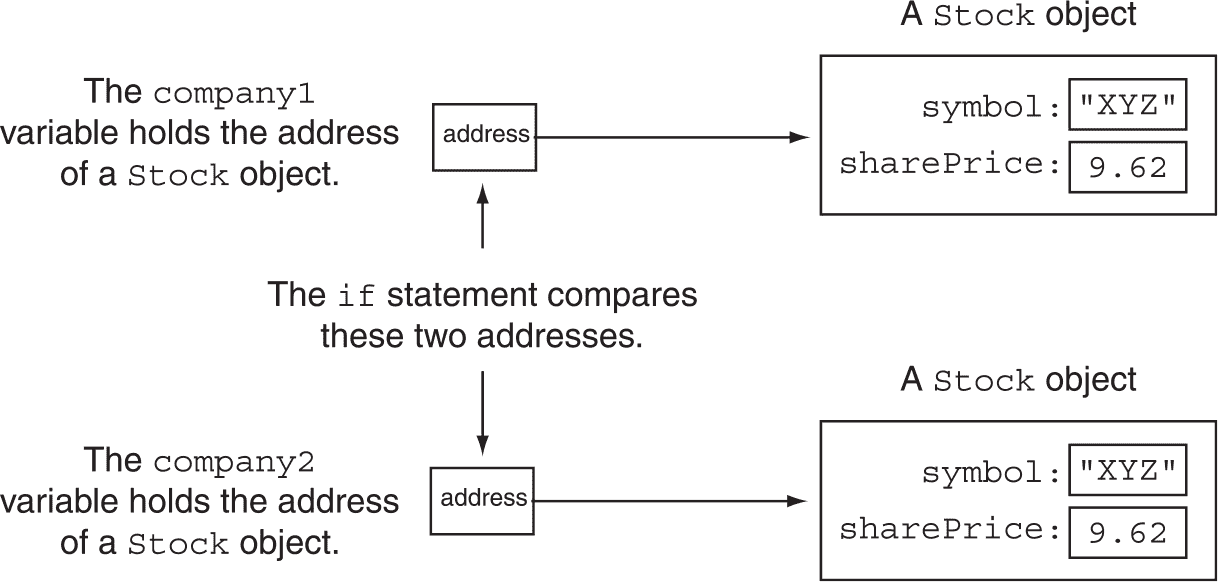 A Stock object
The company1
variable holds the address
of a Stock object.
address
symbol: "XYZ"
sharePrice: 9.62
The if statement compares
these two addresses.
A Stock object
The company2
variable holds the address
of a Stock object.
address
symbol: "XYZ"
sharePrice: 9.62